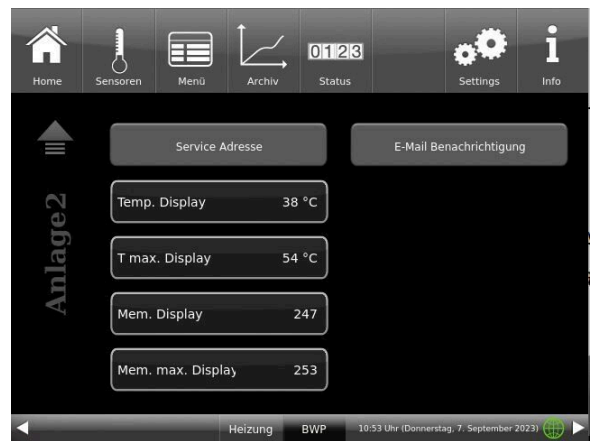 Home
Sensoren
Menü
Archiv
0123
Status
Settings
i
Info
Service Adresse
E-Mail Benachrichtigung
Anlage2
Temp. Display 38 °C
T max. Display 54 °C
Mem. Display 247
Mem. max. Display 253
Heizung
BWP
10:53 Uhr (Donnerstag, 7. September 2023)